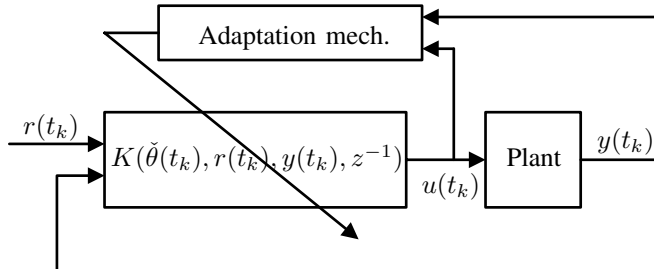 Adaptation mech.
r(t_k)
K(θ̌(t_k), r(t_k), y(t_k), z^{-1})
u(t_k)
Plant
y(t_k)